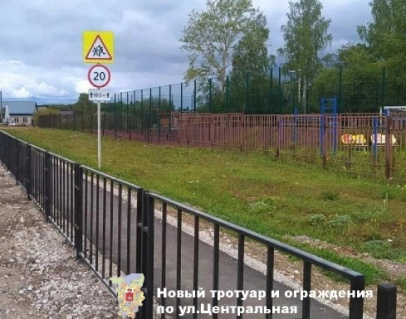 20
Новый тротуар и ограждения
по ул.Центральная